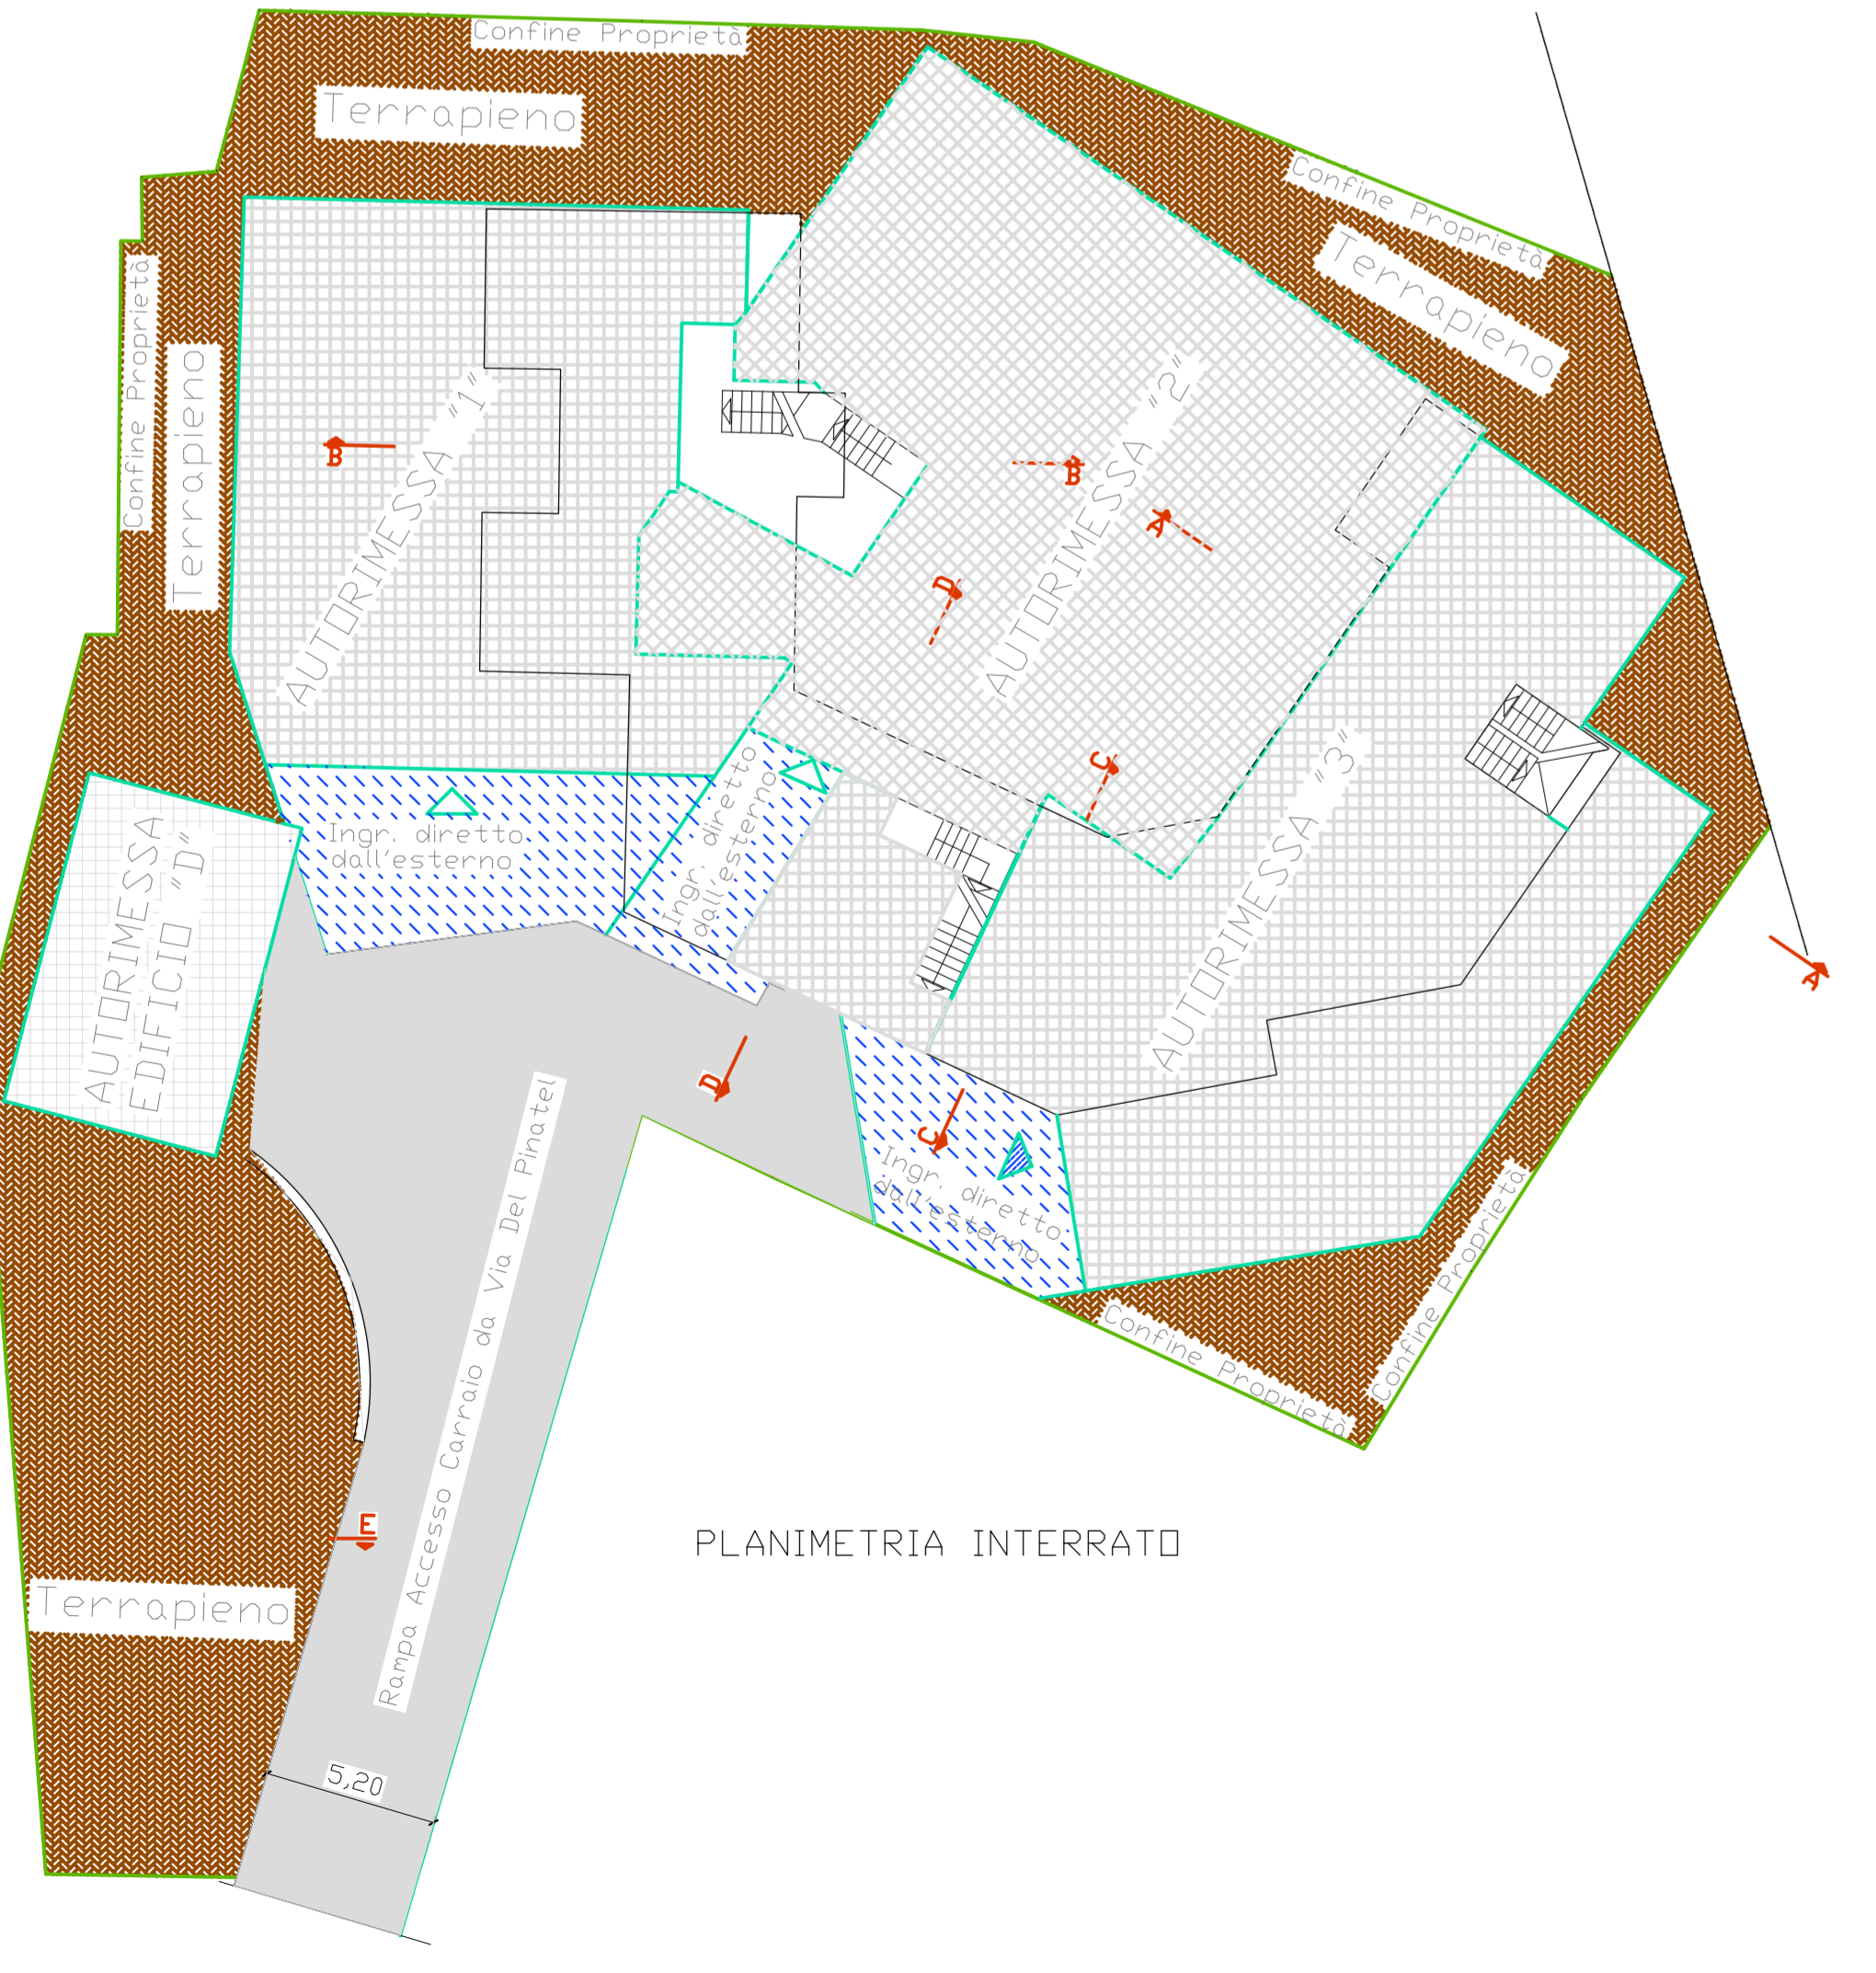 Confine Proprietà
Terrapieno
Confine Proprietà
Terrapieno
Confine Proprietà
Terrapieno
AUTORIMESSA "1"
AUTORIMESSA "2"
B
B
A
D
C
AUTORIMESSA "3"
Ingr. diretto
dall'esterno
Ingr. diretto
dall'esterno
AUTORIMESSA
EDIFICIO "D"
A
D
C
Ingr. diretto
dall'esterno
Rampa Accesso Carraio da Via Del Pinatel
Confine Proprietà
Confine Proprietà
E
PLANIMETRIA INTERRATO
Terrapieno
5,20